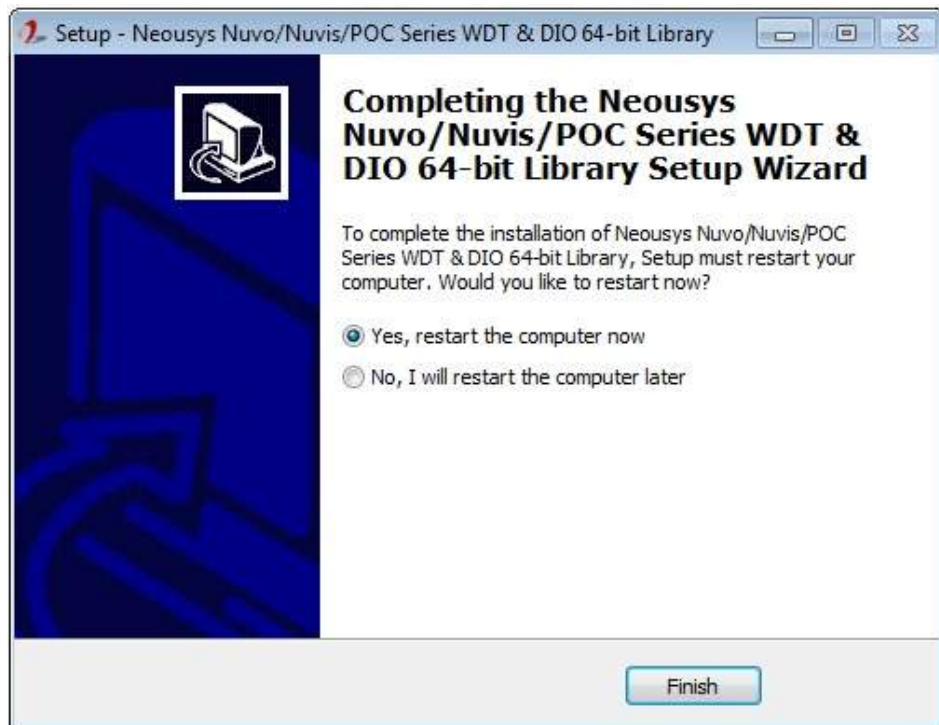 Setup - Neousys Nuvo/Nuvis/POC Series WDT & DIO 64-bit Library
Completing the Neousys
Nuvo/Nuvis/POC Series WDT &
DIO 64-bit Library Setup Wizard
To complete the installation of Neousys Nuvo/Nuvis/POC
Series WDT & DIO 64-bit Library, Setup must restart your
computer. Would you like to restart now?
Yes, restart the computer now
No, I will restart the computer later
Finish